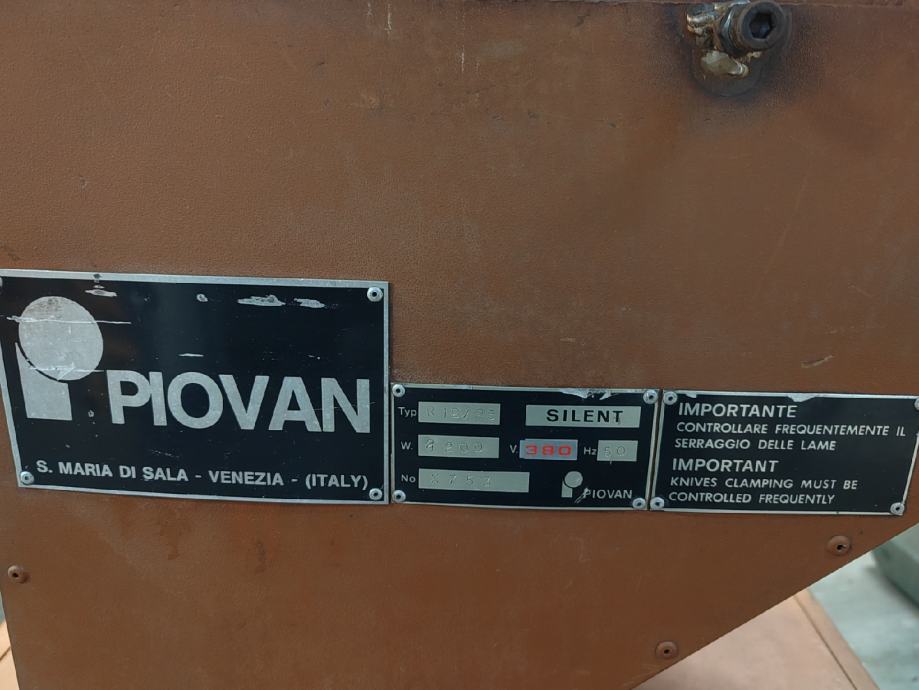 PIOVAN
S. MARIA DI SALA - VENEZIA - (ITALY)
Typ
SILENT
W. 200 V. 380 Hz
No
PIOVAN
IMPORTANTE
CONTROLLARE FREQUENTEMENTE IL
SERRAGGIO DELLE LAME
IMPORTANT
KNIVES CLAMPING MUST BE
CONTROLLED FREQUENTLY